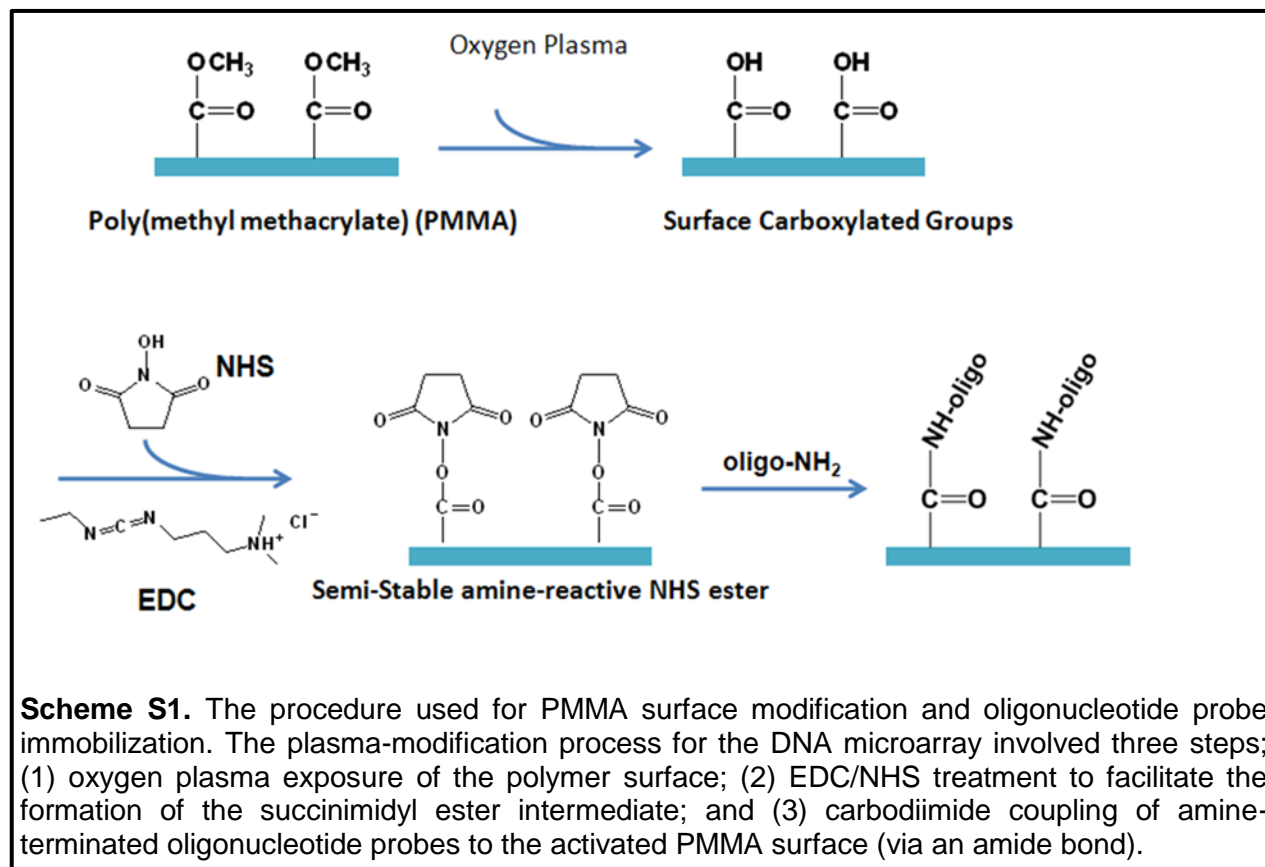 OCH3 OCH3 Oxygen Plasma OH OH
C=O C=O C=O C=O
Poly(methyl methacrylate) (PMMA) Surface Carboxylated Groups
OH
N NHS
O O
O N O O N O
O O
C=O C=O
oligo-NH2
NH-oligo NH-oligo
C=O C=O
N=C=N NH+ Cl−
EDC
Semi-Stable amine-reactive NHS ester
Scheme S1. The procedure used for PMMA surface modification and oligonucleotide probe
immobilization. The plasma-modification process for the DNA microarray involved three steps;
(1) oxygen plasma exposure of the polymer surface; (2) EDC/NHS treatment to facilitate the
formation of the succinimidyl ester intermediate; and (3) carbodiimide coupling of amine-
terminated oligonucleotide probes to the activated PMMA surface (via an amide bond).